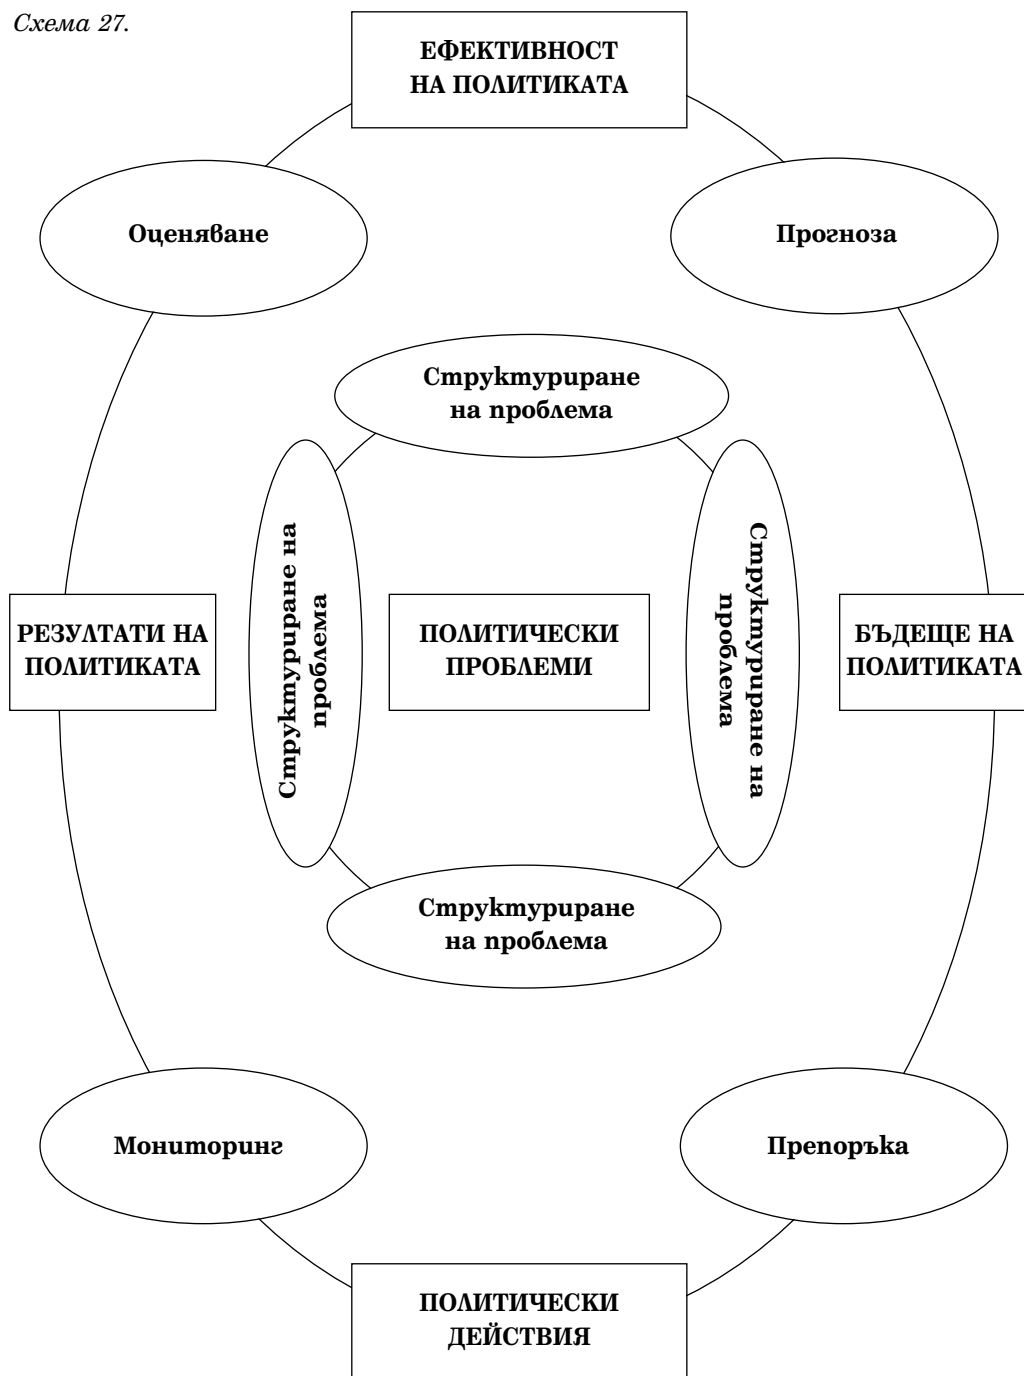 Схема 27.
ЕФЕКТИВНОСТ
НА ПОЛИТИКАТА
Оценяване
Прогноза
Структуриране
на проблема
Структуриране на
проблема
Структуриране на
проблема
РЕЗУЛТАТИ НА
ПОЛИТИКАТА
ПОЛИТИЧЕСКИ
ПРОБЛЕМИ
БЪДЕЩЕ НА
ПОЛИТИКАТА
Структуриране
на проблема
Мониторинг
Препоръка
ПОЛИТИЧЕСКИ
ДЕЙСТВИЯ